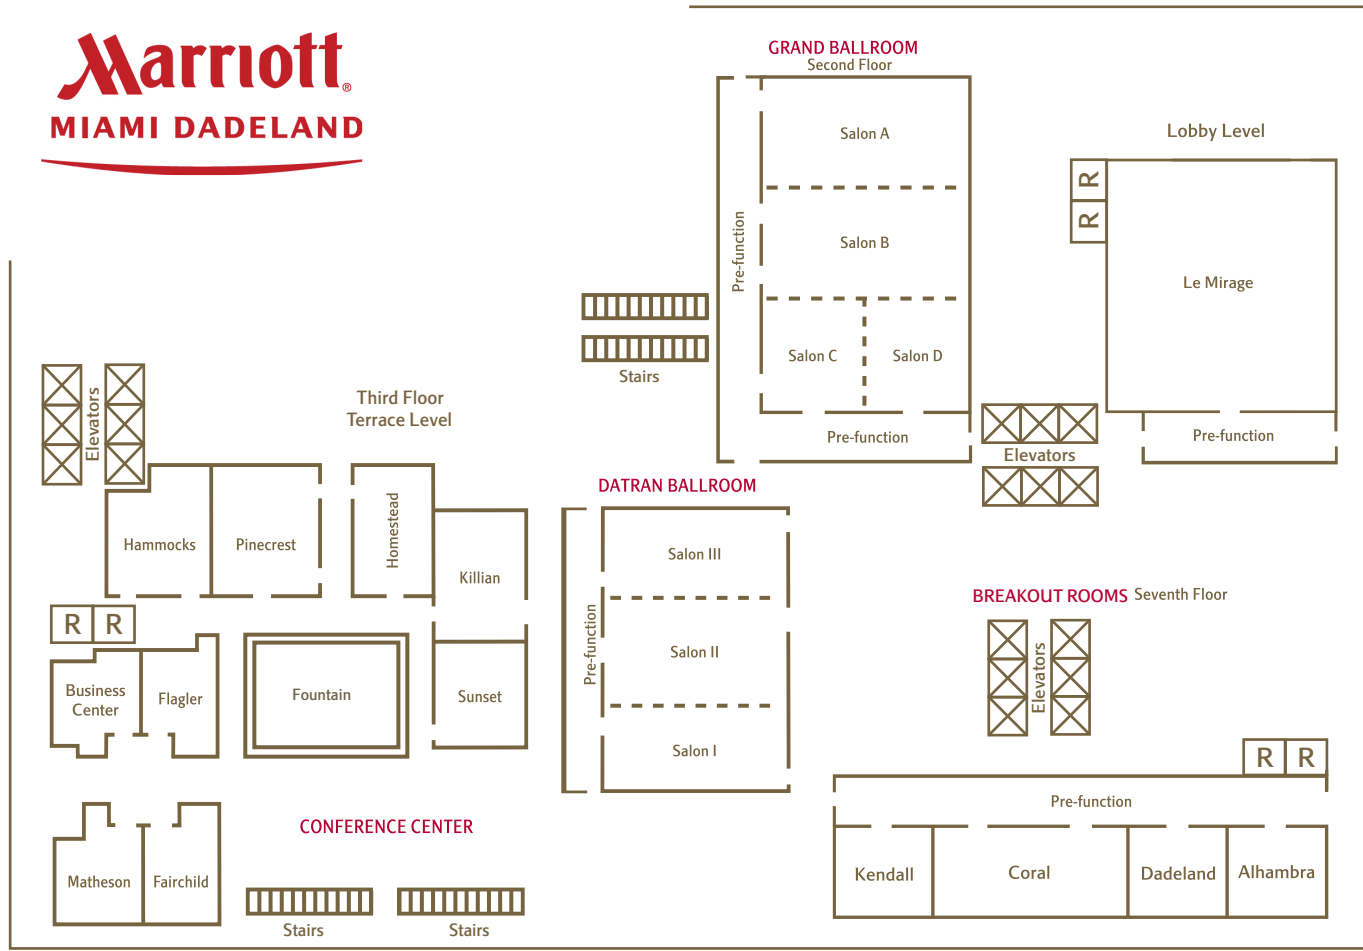 Marriott®
MIAMI DADELAND
GRAND BALLROOM
Second Floor
Salon A
Pre-function
Salon B
Salon C
Salon D
Pre-function
Stairs
Elevators
Lobby Level
R
R
Le Mirage
Pre-function
Elevators
Third Floor
Terrace Level
Hammocks
Pinecrest
Homestead
Killian
Sunset
R R
Business
Center
Flagler
Fountain
Matheson
Fairchild
CONFERENCE CENTER
Stairs
Stairs
DATRAN BALLROOM
Pre-function
Salon III
Salon II
Salon I
BREAKOUT ROOMS Seventh Floor
Elevators
R R
Pre-function
Kendall
Coral
Dadeland
Alhambra